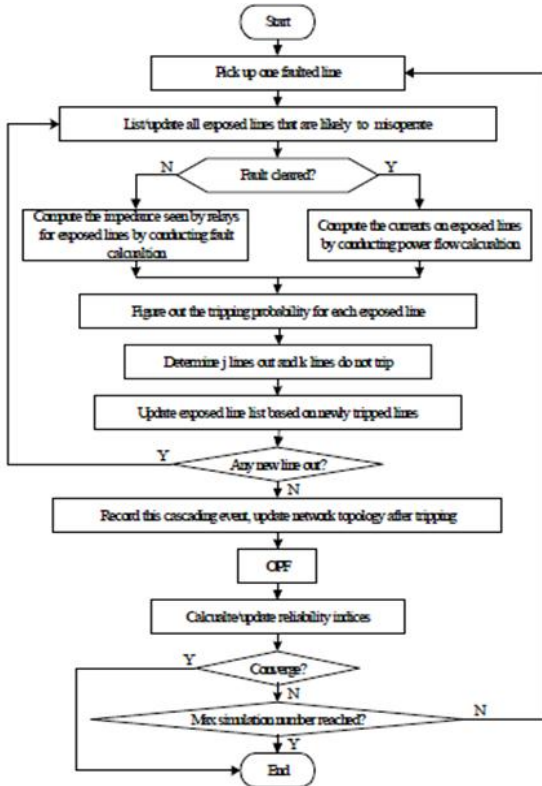 Start
Pick up one faulted line
List/update all exposed lines that are likely to misoperate
N
Fault cleared?
Y
Compute the impedance seen by relays
for exposed lines by conducting fault
calcualrtion
Compute the currents on exposed lines
by conducting power flow calcualrtion
Figure out the tripping probability for each exposed line
Determine j lines out and k lines do not trip
Update exposed line list based on newly tripped lines
Y
Any new line out?
N
Record this cascading event, update network topology after tripping
OPF
Calcualte/update reliability indices
Y
Converge?
N
Max simulation number reached?
N
Y
End